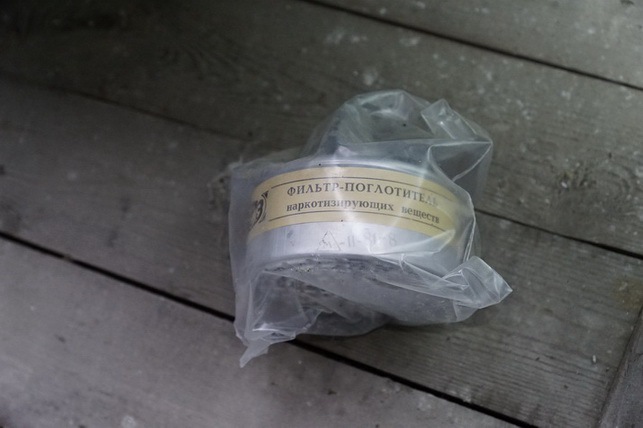 ФИЛЬТР-ПОГЛОТИТЕЛЬ
наркотизирующих веществ